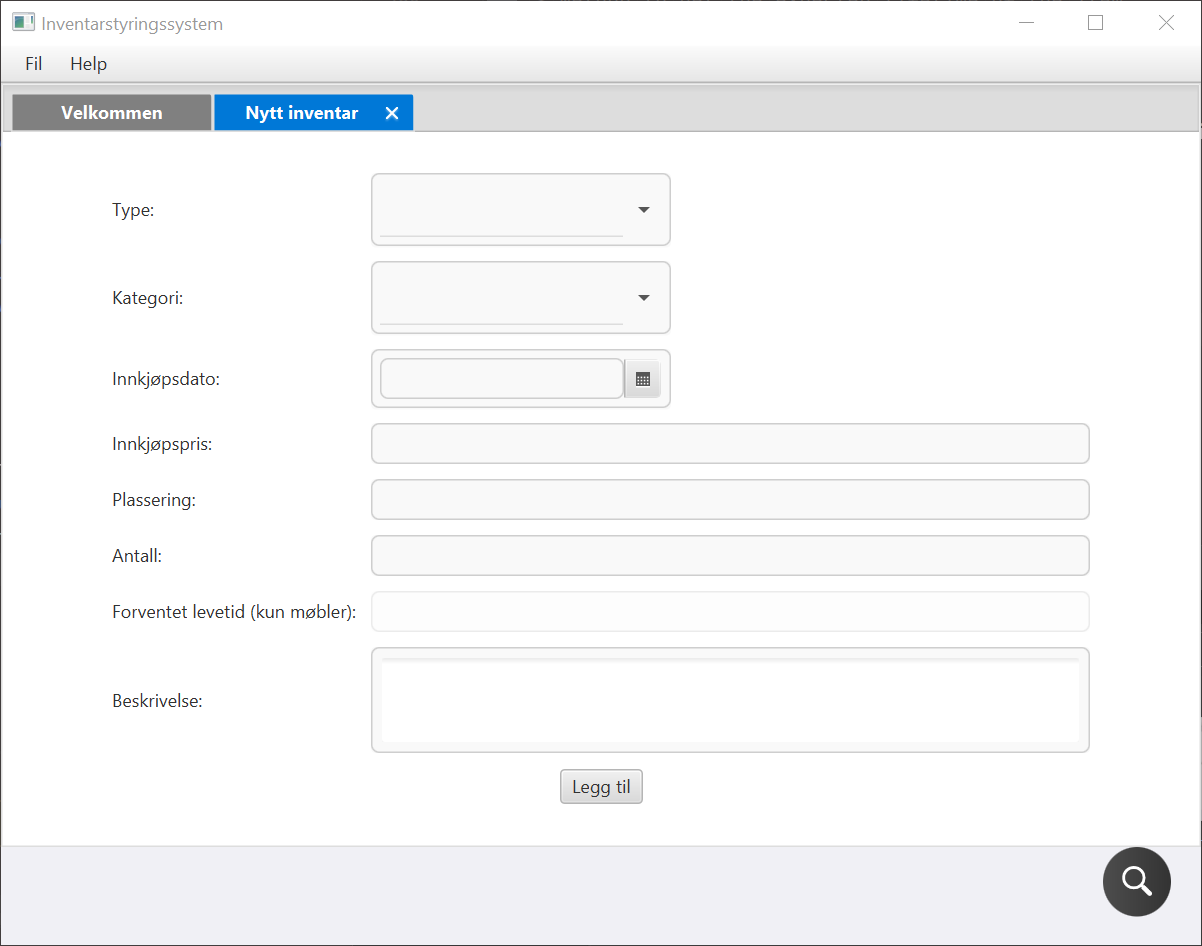 Inventarstyringssystem
Fil Help
Velkommen Nytt inventar
Type:
Kategori:
Innkjøpsdato:
Innkjøpspris:
Plassering:
Antall:
Forventet levetid (kun møbler):
Beskrivelse:
Legg til